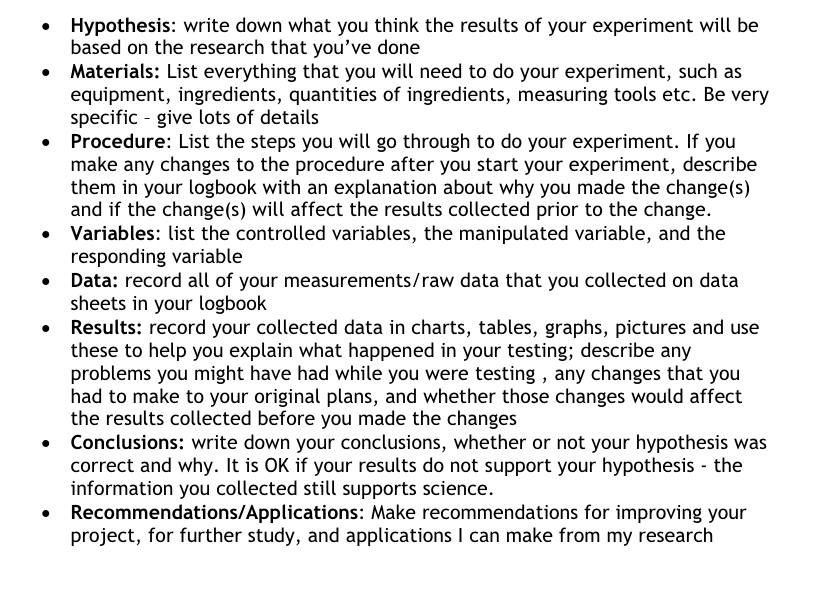 • Hypothesis: write down what you think the results of your experiment will be
based on the research that you've done
• Materials: List everything that you will need to do your experiment, such as
equipment, ingredients, quantities of ingredients, measuring tools etc. Be very
specific – give lots of details
• Procedure: List the steps you will go through to do your experiment. If you
make any changes to the procedure after you start your experiment, describe
them in your logbook with an explanation about why you made the change(s)
and if the change(s) will affect the results collected prior to the change.
• Variables: list the controlled variables, the manipulated variable, and the
responding variable
• Data: record all of your measurements/raw data that you collected on data
sheets in your logbook
• Results: record your collected data in charts, tables, graphs, pictures and use
these to help you explain what happened in your testing; describe any
problems you might have had while you were testing , any changes that you
had to make to your original plans, and whether those changes would affect
the results collected before you made the changes
• Conclusions: write down your conclusions, whether or not your hypothesis was
correct and why. It is OK if your results do not support your hypothesis - the
information you collected still supports science.
• Recommendations/Applications: Make recommendations for improving your
project, for further study, and applications I can make from my research